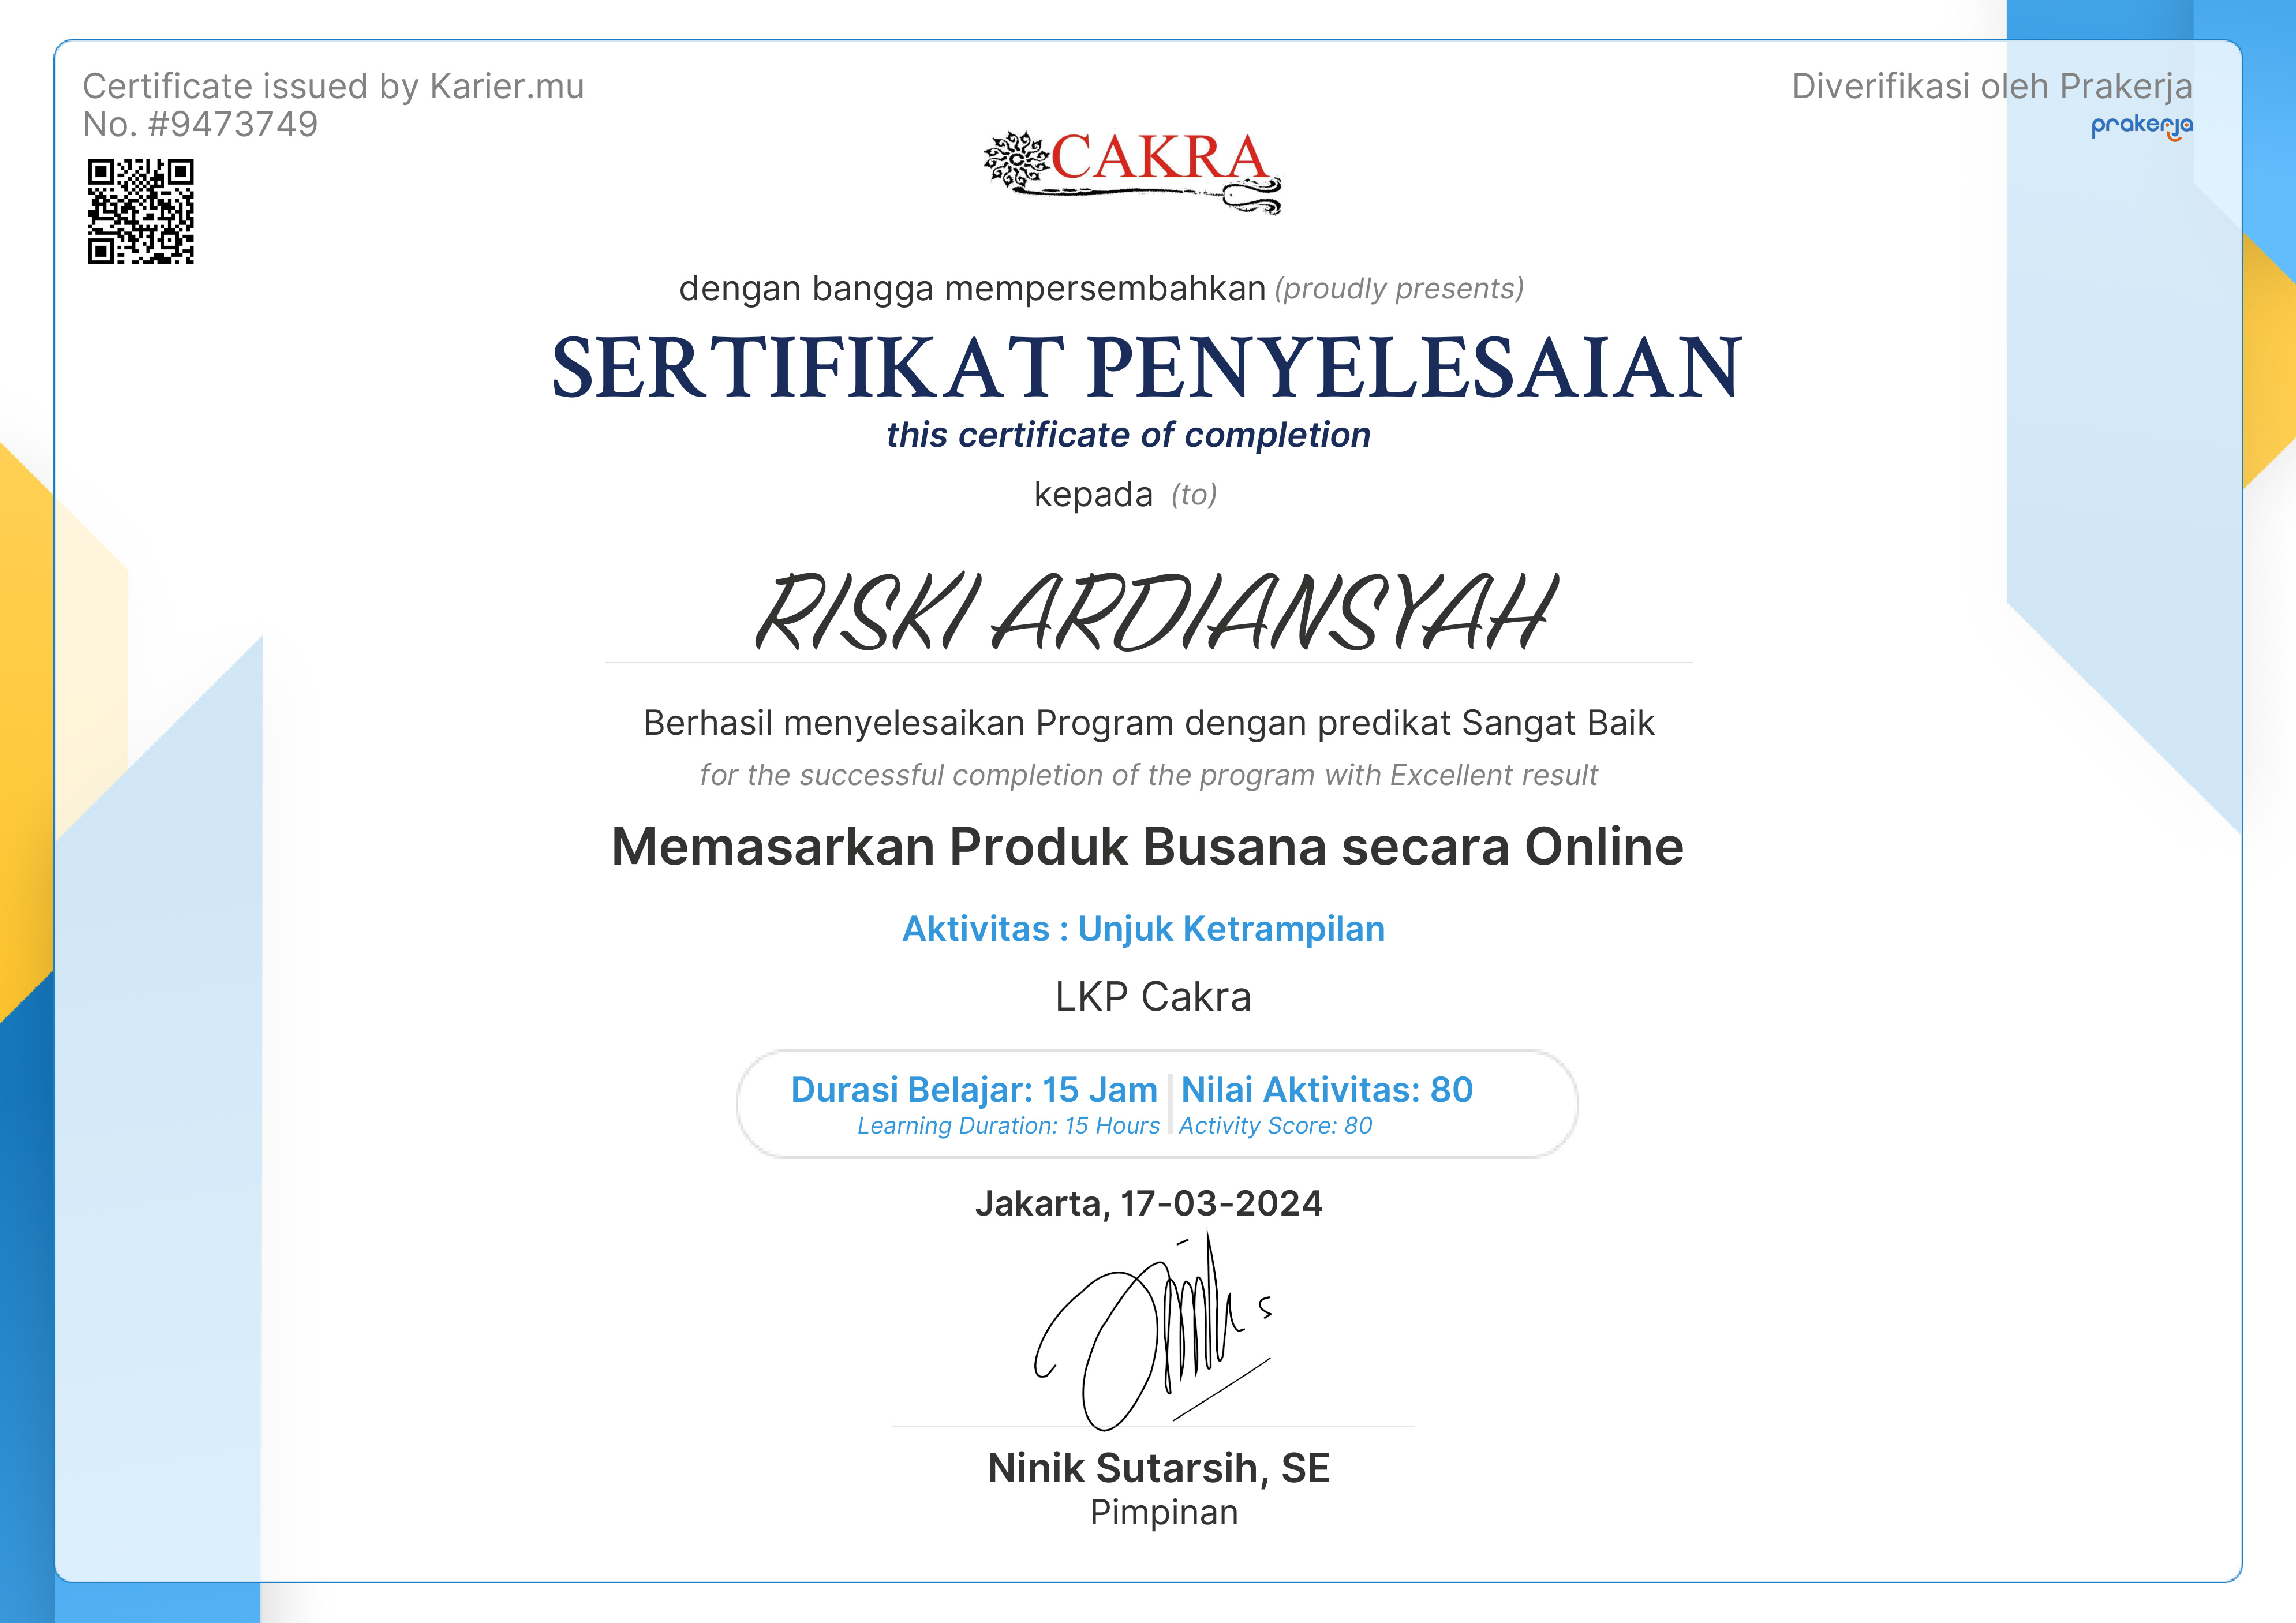 Certificate issued by Karier.mu
No. #9473749
Diverifikasi oleh Prakerja
prakerja
CAKRA
dengan bangga mempersembahkan (proudly presents)
SERTIFIKAT PENYELESAIAN
this certificate of completion
kepada (to)
RISKI ARDIANSYAH
Berhasil menyelesaikan Program dengan predikat Sangat Baik
for the successful completion of the program with Excellent result
Memasarkan Produk Busana secara Online
Aktivitas : Unjuk Ketrampilan
LKP Cakra
Durasi Belajar: 15 Jam Nilai Aktivitas: 80
Learning Duration: 15 Hours Activity Score: 80
Jakarta, 17-03-2024
Ninik Sutarsih, SE
Pimpinan